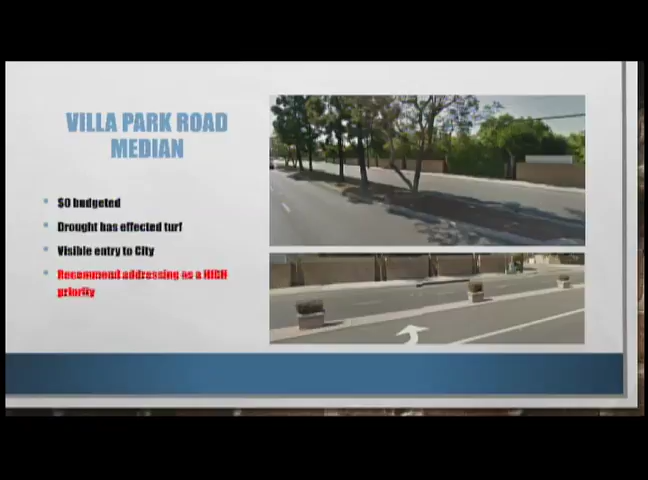 VILLA PARK ROAD
MEDIAN
$0 budgeted
Drought has effected turf
Visible entry to City
Recommend addressing as a HIGH
priority